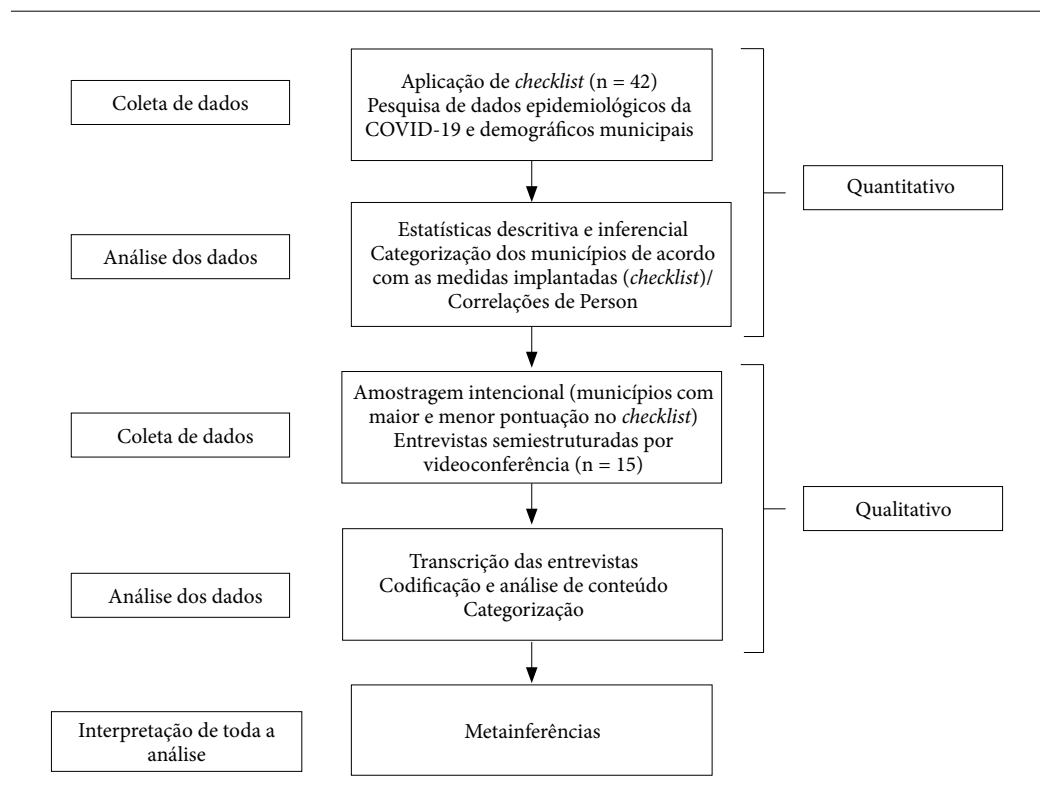 Coleta de dados
Aplicação de checklist (n = 42)
Pesquisa de dados epidemiológicos da
COVID-19 e demográficos municipais
Quantitativo
Análise dos dados
Estatísticas descritiva e inferencial
Categorização dos municípios de acordo
com as medidas implantadas (checklist)/
Correlações de Person
Coleta de dados
Amostragem intencional (municípios com
maior e menor pontuação no checklist)
Entrevistas semiestruturadas por
videoconferência (n = 15)
Qualitativo
Análise dos dados
Transcrição das entrevistas
Codificação e análise de conteúdo
Categorização
Interpretação de toda a
análise
Metainferências